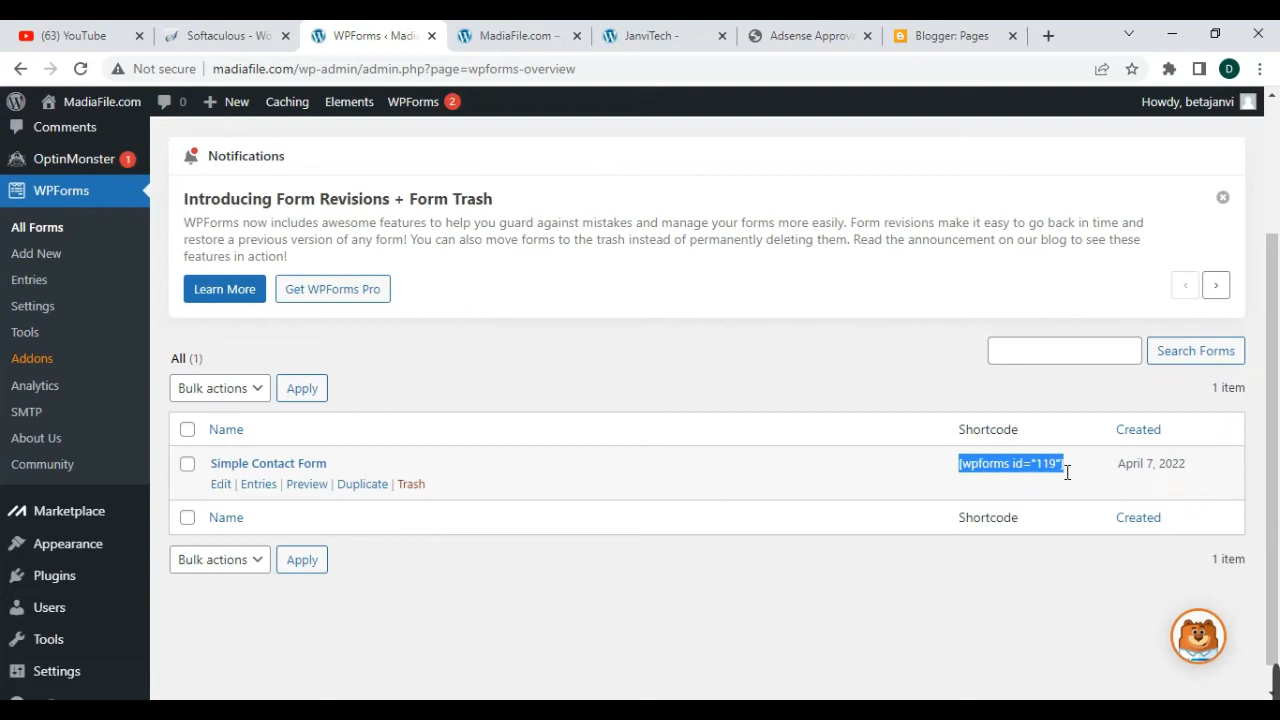 (63) YouTube
Softaculous - Wo
WPForms ‹ Madia
MadiaFile.com –
JanviTech -
Adsense Approva
Blogger: Pages
Not secure
madiafile.com/wp-admin/admin.php?page=wpforms-overview
D
MadiaFile.com
0
New
Caching
Elements
WPForms 2
Howdy, betajanvi
Comments
OptinMonster 1
WPForms
All Forms
Add New
Entries
Settings
Tools
Addons
Analytics
SMTP
About Us
Community
Marketplace
Appearance
Plugins
Users
Tools
Settings
Notifications
Introducing Form Revisions + Form Trash
WPForms now includes awesome features to help you guard against mistakes and manage your forms more easily. Form revisions make it easy to go back in time and
restore a previous version of any form! You can also move forms to the trash instead of permanently deleting them. Read the announcement on our blog to see these
features in action!
Learn More
Get WPForms Pro
‹
›
All (1)
Search Forms
Bulk actions
Apply
1 item
Name
Shortcode
Created
Simple Contact Form
[wpforms id="119"]
April 7, 2022
Edit | Entries | Preview | Duplicate | Trash
Name
Shortcode
Created
Bulk actions
Apply
1 item